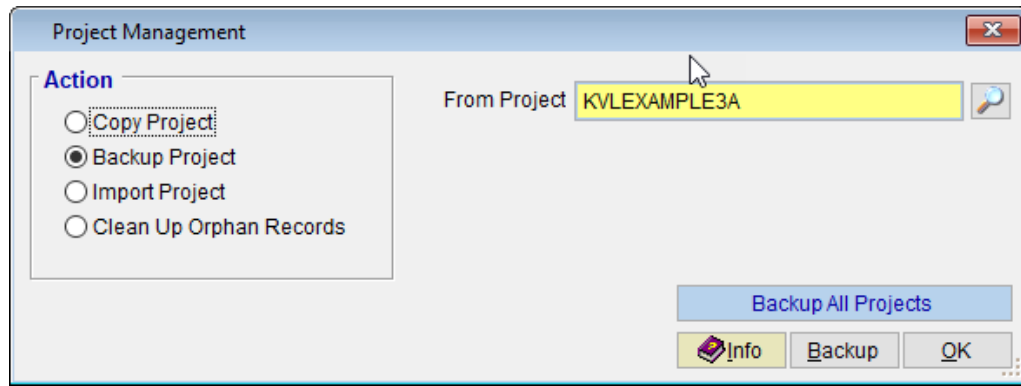 Project Management
Action
Copy Project
Backup Project
Import Project
Clean Up Orphan Records
From Project KVLEXAMPLE3A
Backup All Projects
Info Backup OK